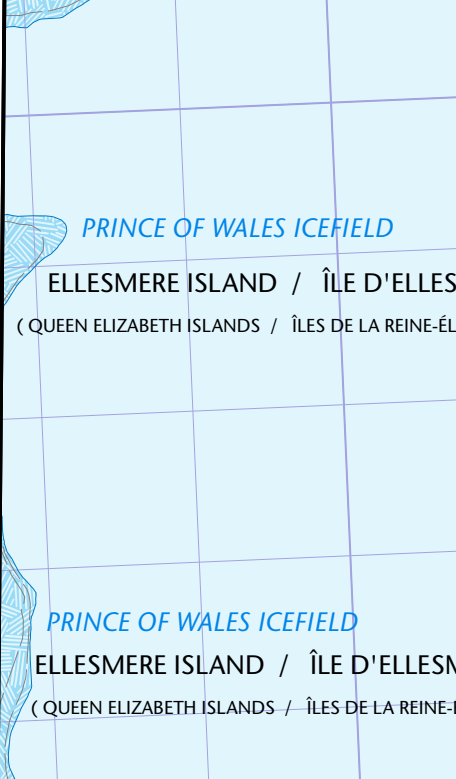 PRINCE OF WALES ICEFIELD
ELLESMERE ISLAND / ÎLE D'ELLES
( QUEEN ELIZABETH ISLANDS / ÎLES DE LA REINE-ÉL
PRINCE OF WALES ICEFIELD
ELLESMERE ISLAND / ÎLE D'ELLESM
( QUEEN ELIZABETH ISLANDS / ÎLES DE LA REINE-